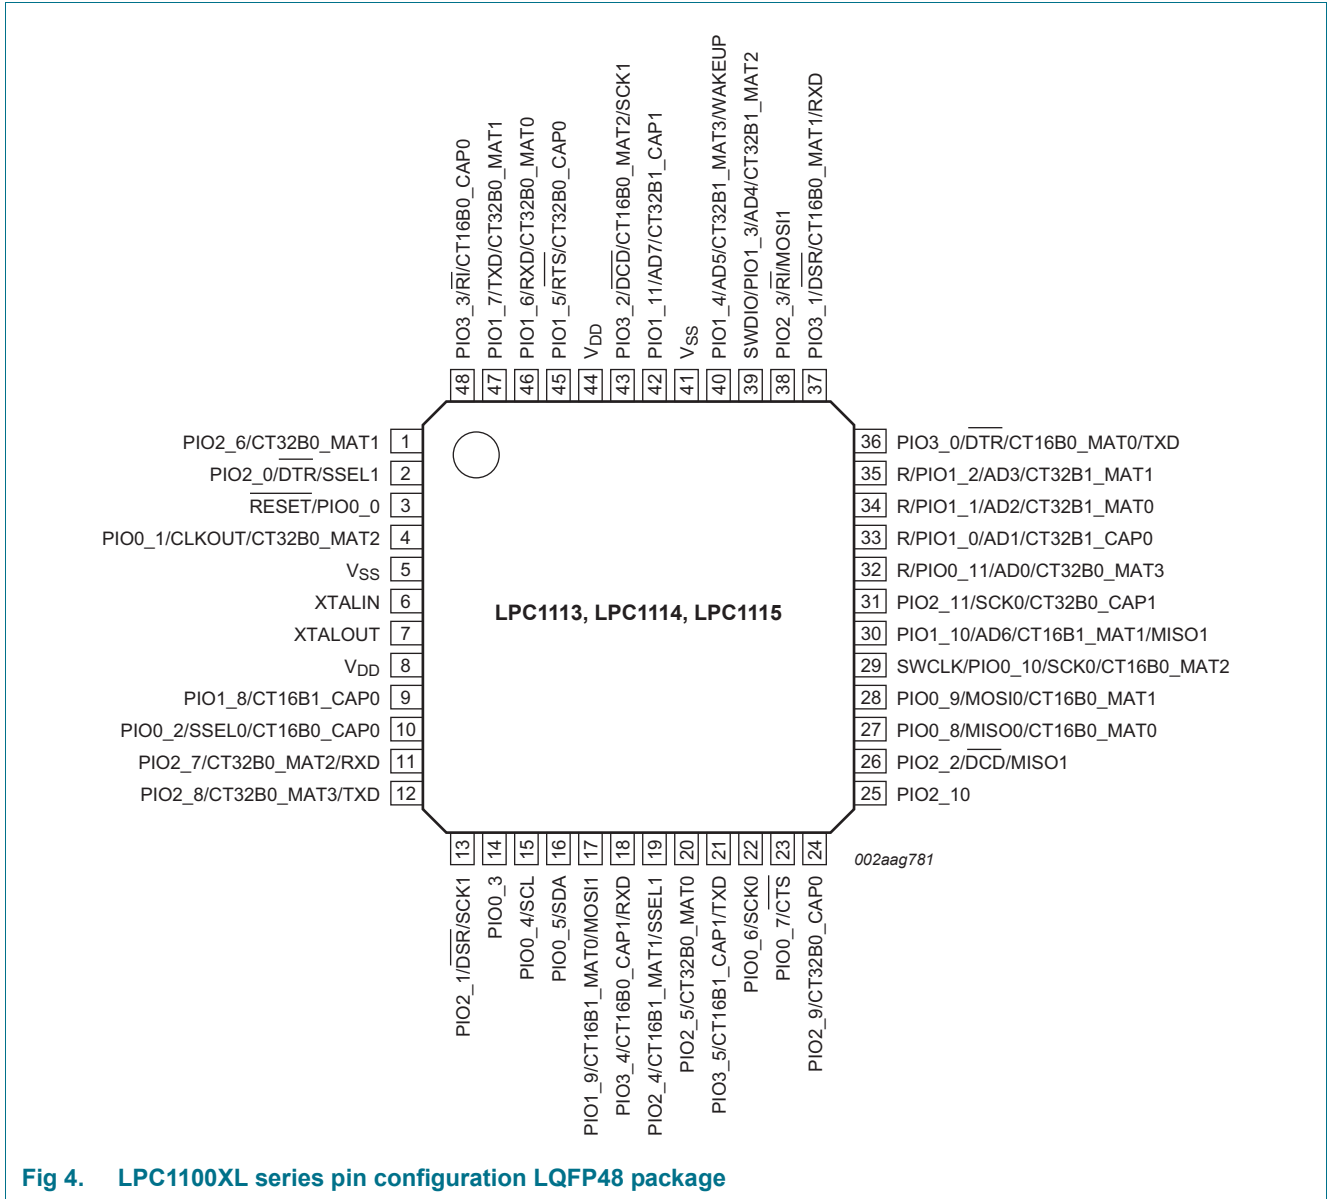 PIO3_3/RI/CT16B0_CAP0
PIO1_7/TXD/CT32B0_MAT1
PIO1_6/RXD/CT32B0_MAT0
PIO1_5/RTS/CT32B0_CAP0
VDD
PIO3_2/DCD/CT16B0_MAT2/SCK1
PIO1_11/AD7/CT32B1_CAP1
VSS
PIO1_4/AD5/CT32B1_MAT3/WAKEUP
SWDIO/PIO1_3/AD4/CT32B1_MAT2
PIO2_3/RI/MOSI1
PIO3_1/DSR/CT16B0_MAT1/RXD
48
47
46
45
44
43
42
41
40
39
38
37
PIO2_6/CT32B0_MAT1 1
PIO2_0/DTR/SSEL1 2
RESET/PIO0_0 3
PIO0_1/CLKOUT/CT32B0_MAT2 4
VSS 5
XTALIN 6
XTALOUT 7
VDD 8
PIO1_8/CT16B1_CAP0 9
PIO0_2/SSEL0/CT16B0_CAP0 10
PIO2_7/CT32B0_MAT2/RXD 11
PIO2_8/CT32B0_MAT3/TXD 12
LPC1113, LPC1114, LPC1115
36 PIO3_0/DTR/CT16B0_MAT0/TXD
35 R/PIO1_2/AD3/CT32B1_MAT1
34 R/PIO1_1/AD2/CT32B1_MAT0
33 R/PIO1_0/AD1/CT32B1_CAP0
32 R/PIO0_11/AD0/CT32B0_MAT3
31 PIO2_11/SCK0/CT32B0_CAP1
30 PIO1_10/AD6/CT16B1_MAT1/MISO1
29 SWCLK/PIO0_10/SCK0/CT16B0_MAT2
28 PIO0_9/MOSI0/CT16B0_MAT1
27 PIO0_8/MISO0/CT16B0_MAT0
26 PIO2_2/DCD/MISO1
25 PIO2_10
13
14
15
16
17
18
19
20
21
22
23
24
PIO2_1/DSR/SCK1
PIO0_3
PIO0_4/SCL
PIO0_5/SDA
PIO1_9/CT16B1_MAT0/MOSI1
PIO3_4/CT16B0_CAP1/RXD
PIO2_4/CT16B1_MAT1/SSEL1
PIO2_5/CT32B0_MAT0
PIO3_5/CT16B1_CAP1/TXD
PIO0_6/SCK0
PIO0_7/CTS
PIO2_9/CT32B0_CAP0
002aag781
Fig 4. LPC1100XL series pin configuration LQFP48 package